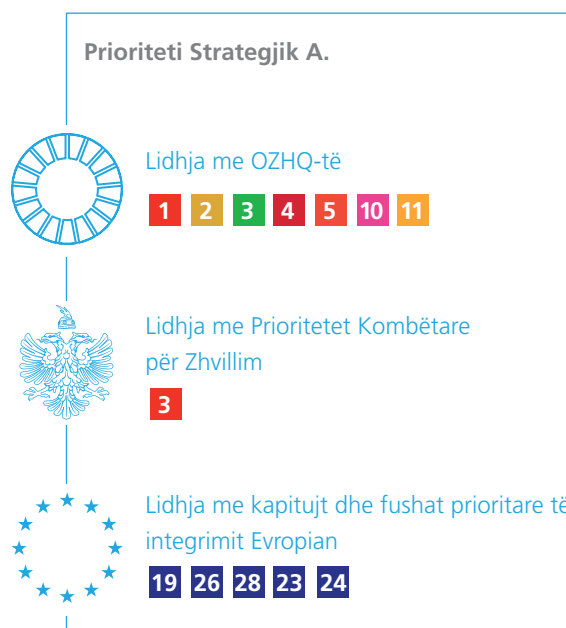 Prioriteti Strategjik A.
Lidhja me OZHQ-të
1 2 3 4 5 10 11
Lidhja me Prioritetet Kombëtare
për Zhvillim
3
Lidhja me kapitujt dhe fushat prioritare të
integrimit Evropian
19 26 28 23 24